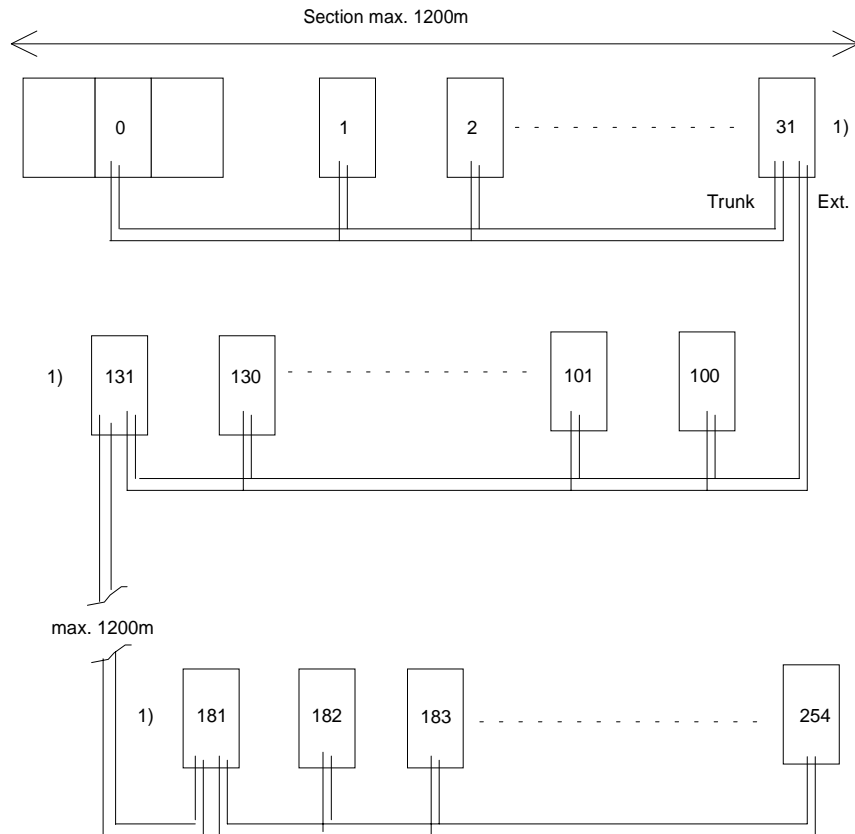 Section max. 1200m
0 1 2 31 1)
Trunk Ext.
1) 131 130 101 100
max. 1200m
1) 181 182 183 254